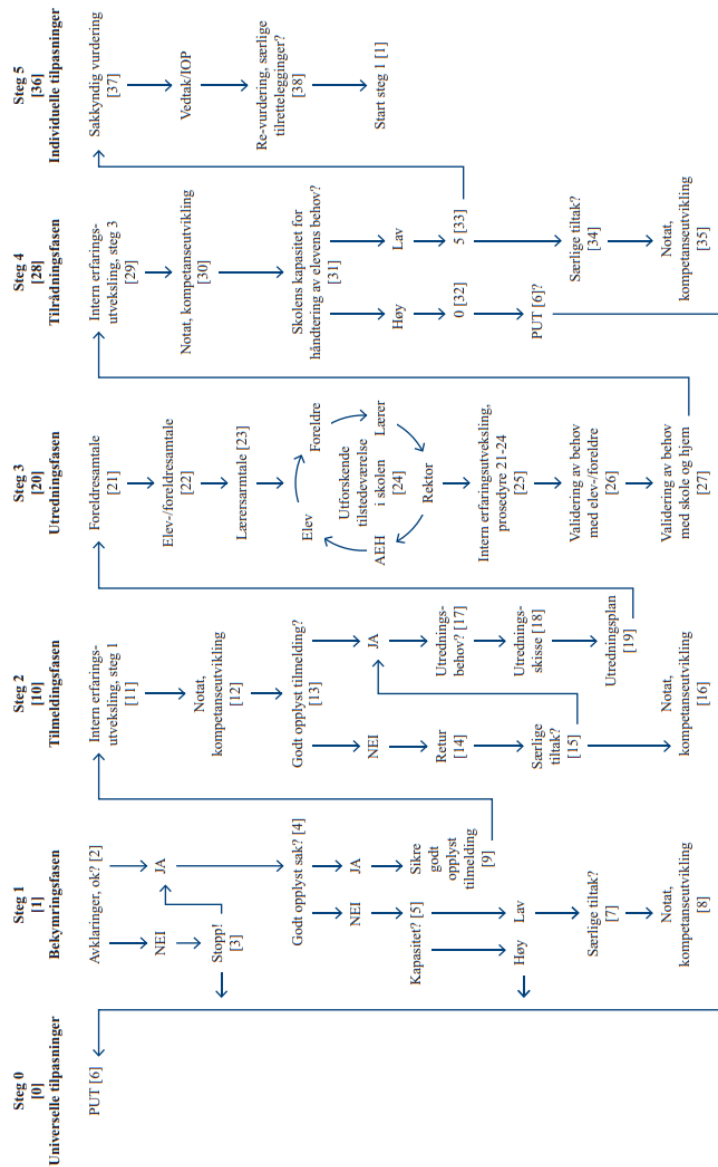 Steg 0
[0]
Universelle tilpasninger
PUT [6]
Steg 1
[1]
Bekymringsfasen
Avklaringer, ok? [2]
NEI
JA
Stopp!
[3]
Godt opplyst sak? [4]
NEI
JA
Kapasitet? [5]
Sikre
godt
opplyst
tilmelding
[9]
Høy
Lav
Særlige tiltak?
[7]
Notat,
kompetanseutvikling
[8]
Steg 2
[10]
Tilmeldingsfasen
Intern erfarings-
utveksling, steg 1
[11]
Notat,
kompetanseutvikling
[12]
Godt opplyst tilmelding?
[13]
NEI
JA
Retur
[14]
Utrednings-
behov? [17]
Særlige
tiltak?
[15]
Utrednings-
skisse [18]
Utredningsplan
[19]
Notat,
kompetanseutvikling
[16]
Steg 3
[20]
Utredningsfasen
Foreldresamtale
[21]
Elev-/foreldresamtale
[22]
Lærersarmtale [23]
Elev
Foreldre
Utforskende
tilstedeværelse
i skolen
[24]
AEH
Lærer
Rektor
Intern erfaringsutveksling,
prosedyre 21-24
[25]
Validering av behov
med elev-/foreldre
[26]
Validering av behov
med skole og hjem
[27]
Steg 4
[28]
Tilrådningsfasen
Intern erfarings-
utveksling, steg 3
[29]
Notat, kompetanseutvikling
[30]
Skolens kapasitet for
håndtering av elevens behov?
[31]
Høy
Lav
0 [32]
5 [33]
PUT [6]?
Særlige tiltak?
[34]
Notat,
kompetanseutvikling
[35]
Steg 5
[36]
Individuelle tilpasninger
Sakkyndig vurdering
[37]
Vedtak/IOP
Re-vurdering, særlige
tilrettelegginger?
[38]
Start steg 1 [1]